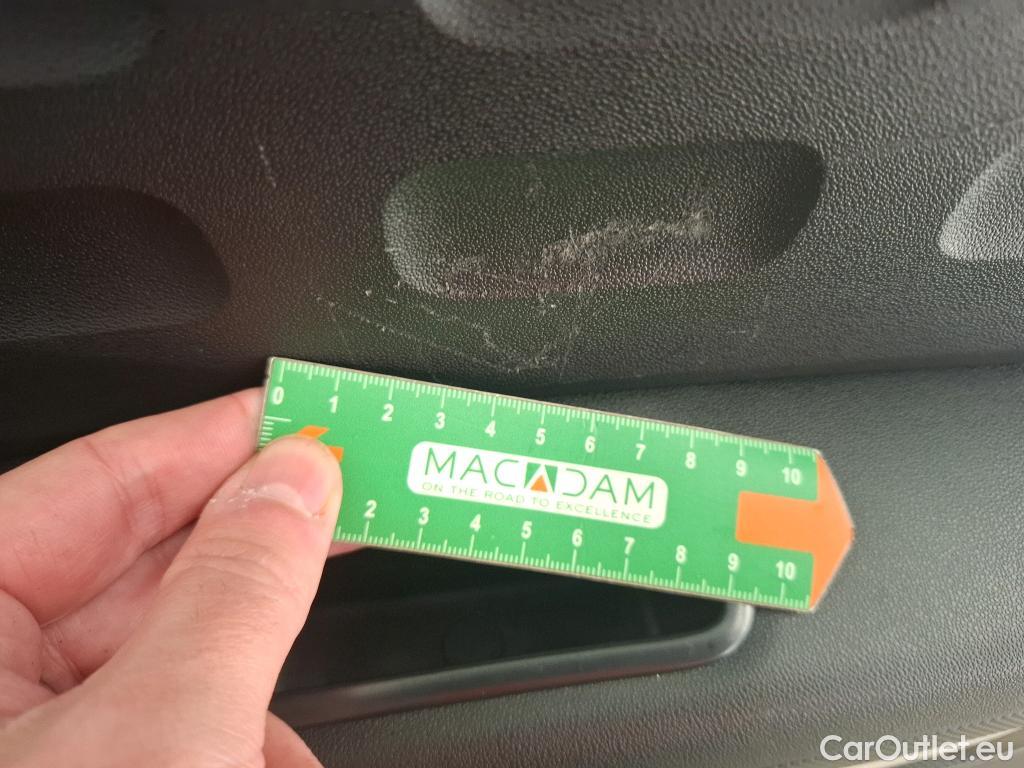 0 1 2 3 4 5 6 7 8 9 10
MACADAM
ON THE ROAD TO EXCELLENCE
2 3 4 5 6 7 8 9 10
CarOutlet.eu